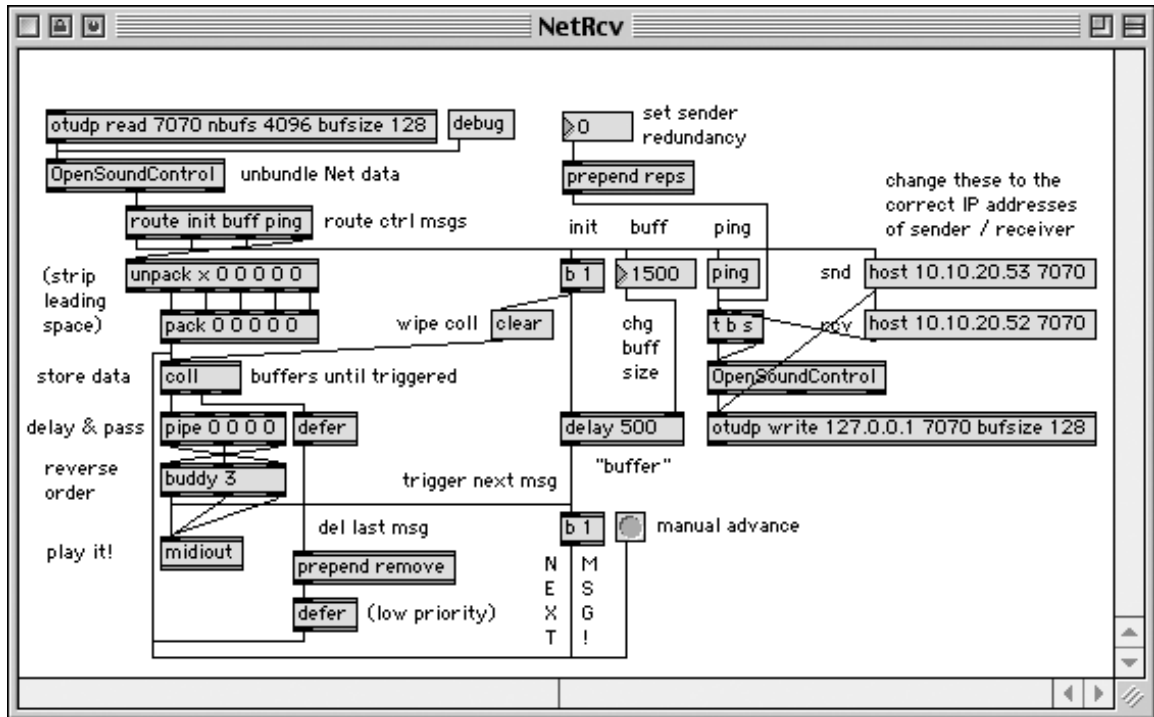 NetRcv
otudp read 7070 nbufs 4096 bufsize 128
debug
OpenSoundControl
unbundle Net data
route init buff ping
route ctrl msgs
(strip
leading
space)
unpack x 0 0 0 0 0
pack 0 0 0 0 0
wipe coll
clear
store data
coll
buffers until triggered
delay & pass
pipe 0 0 0 0
defer
reverse
order
buddy 3
trigger next msg
play it!
midiout
del last msg
prepend remove
defer
(low priority)
0
set sender
redundancy
prepend reps
init
buff
ping
b 1
1500
ping
chg
buff
size
t b s
OpenSoundControl
delay 500
"buffer"
otudp write 127.0.0.1 7070 bufsize 128
b 1
manual advance
N M
E S
X G
T !
change these to the
correct IP addresses
of sender / receiver
snd
host 10.10.20.53 7070
rcv
host 10.10.20.52 7070